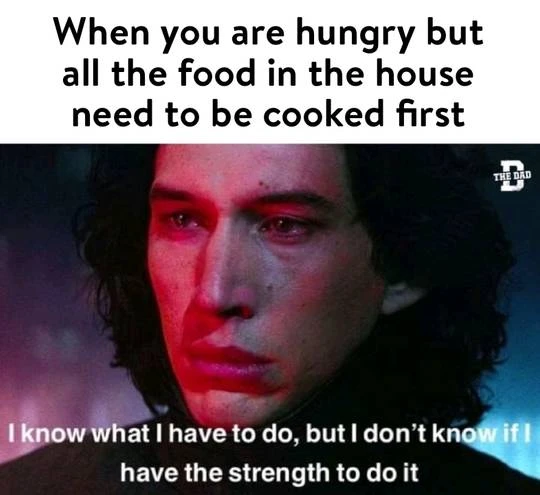 When you are hungry but
all the food in the house
need to be cooked first
D
THE DAD
I know what I have to do, but I don't know if I
have the strength to do it